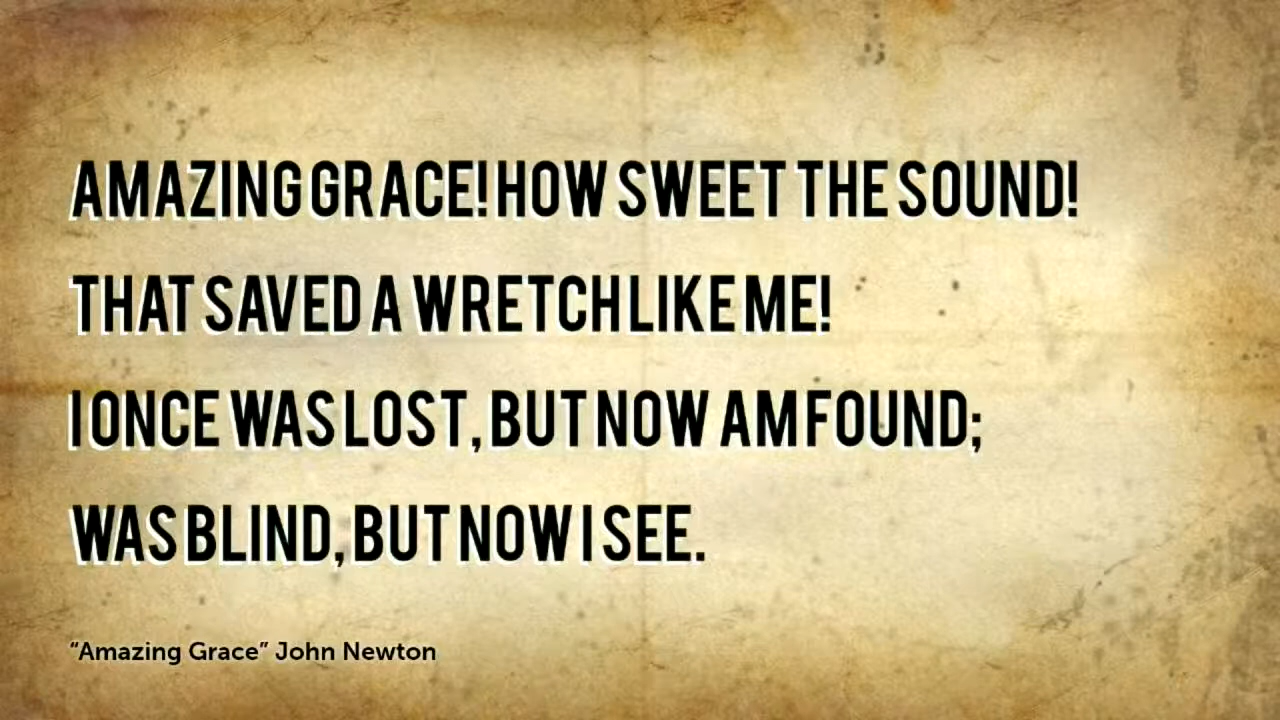 AMAZING GRACE! HOW SWEET THE SOUND!
THAT SAVED A WRETCH LIKE ME!
I ONCE WAS LOST, BUT NOW AM FOUND;
WAS BLIND, BUT NOW I SEE.
“Amazing Grace” John Newton